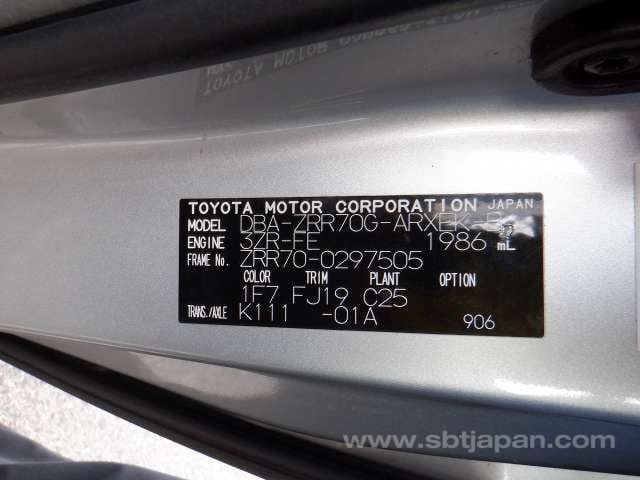 TOYOTA MOTOR CORPORATION JAPAN
MODEL DBA-ZRR70G-ARXEK-
ENGINE 3ZR-FE 1986 mL
FRAME No. ZRR70-0297505
COLOR TRIM PLANT OPTION
1F7 FJ19 C25
TRANS./AXLE K111 -01A
906
www.sbtjapan.com